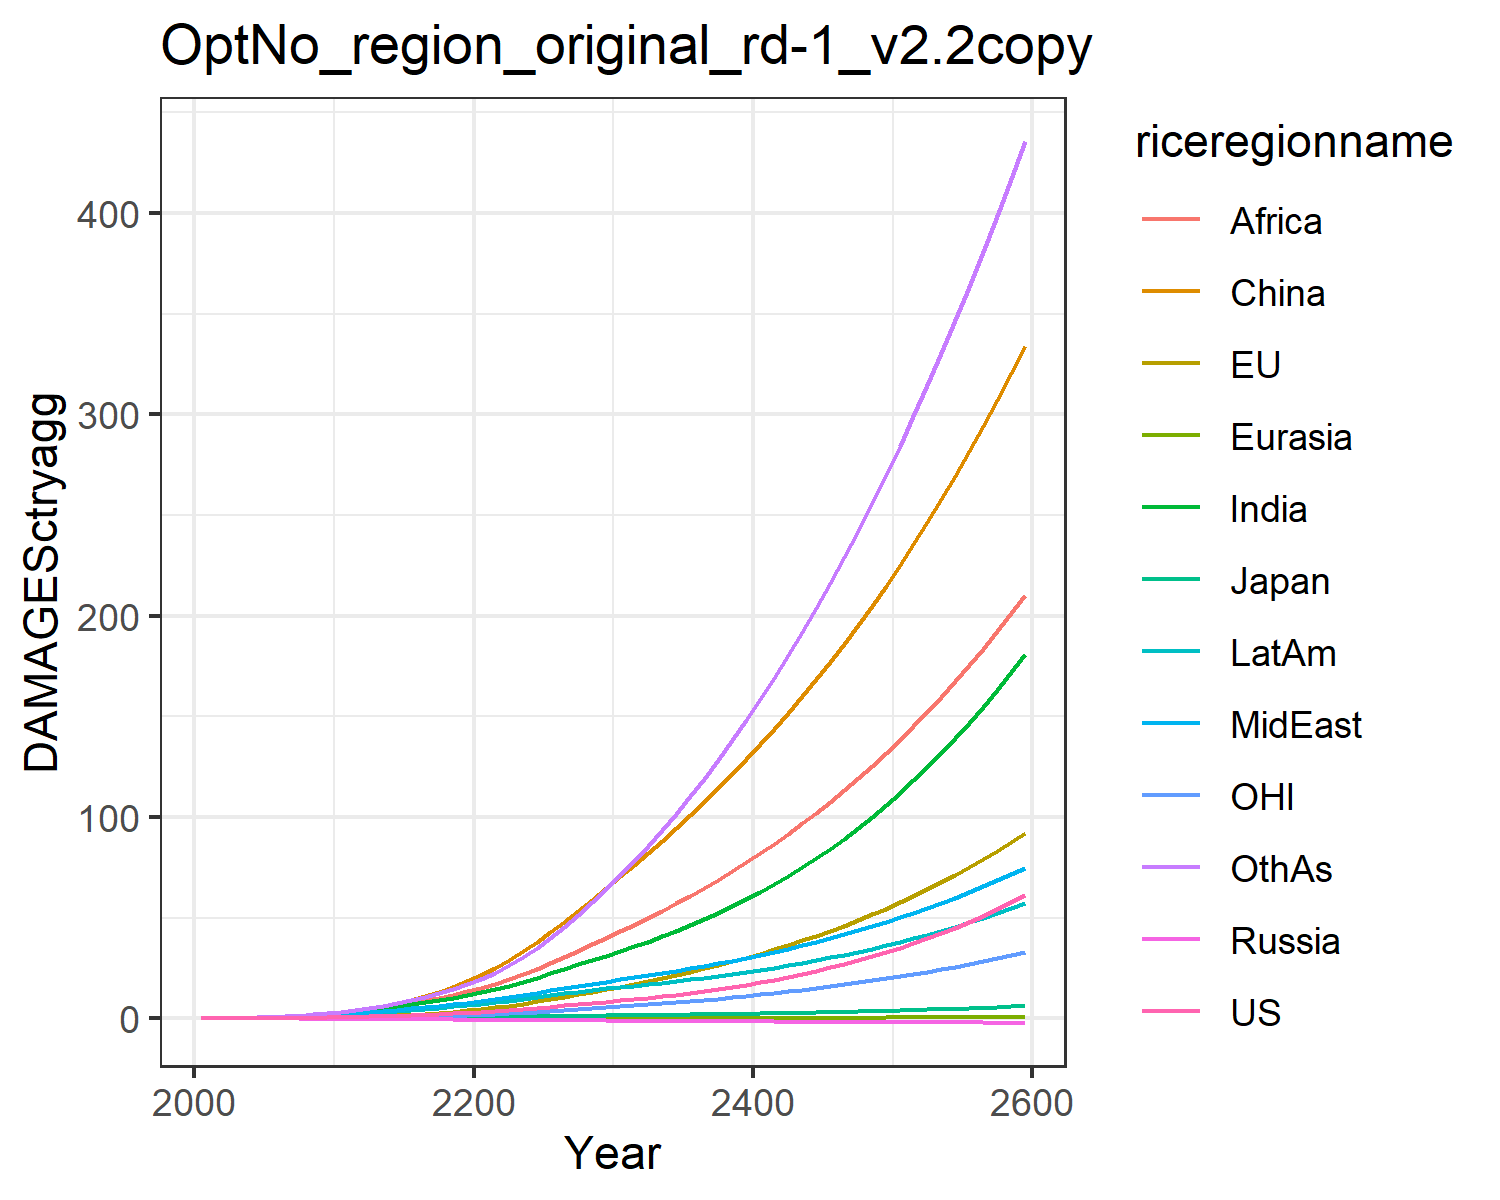 OptNo_region_original_rd-1_v2.2copy
DAMAGESctryagg
400
300
200
100
0
2000
2200
2400
2600
Year
riceregionname
Africa
China
EU
Eurasia
India
Japan
LatAm
MidEast
OHI
OthAs
Russia
US